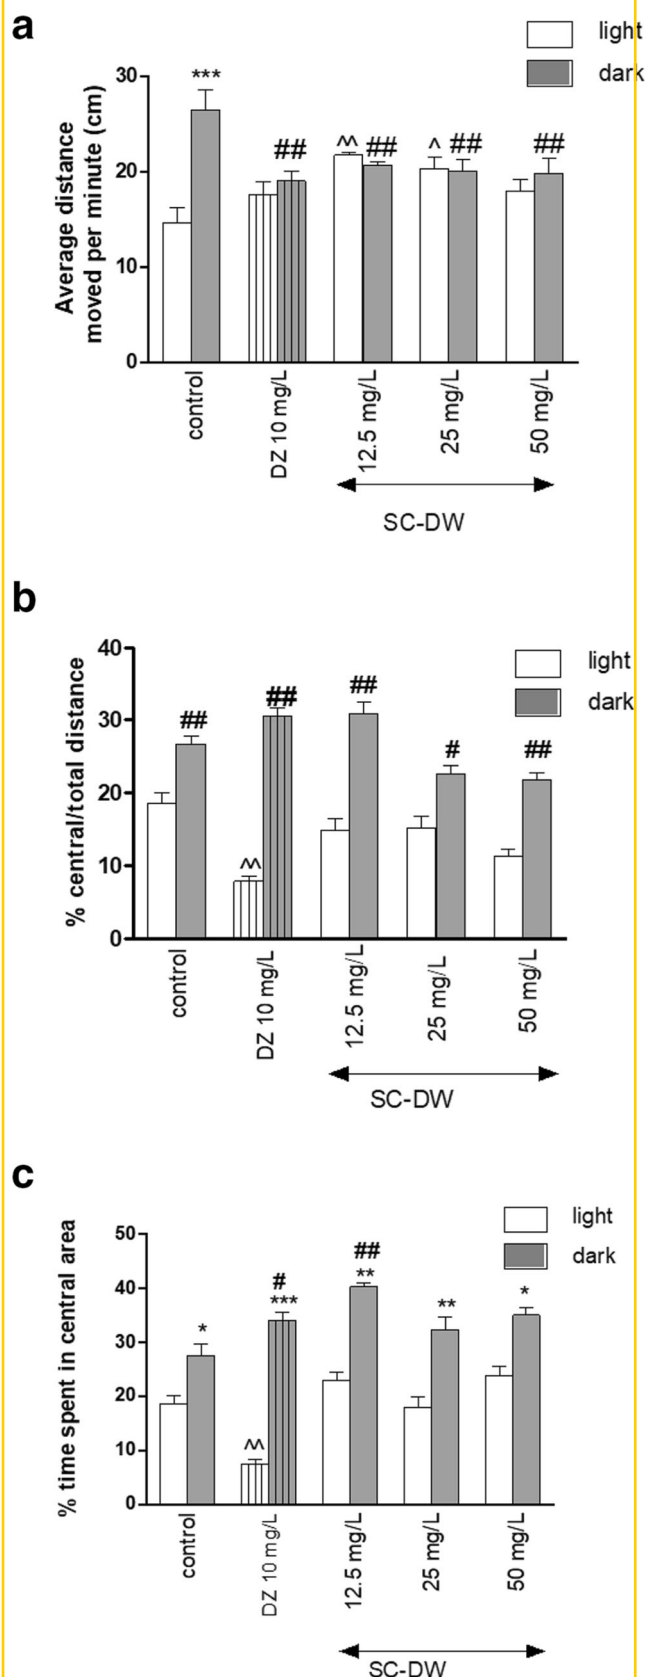 a
light
dark
Average distance
moved per minute (cm)
30
20
10
0
***
##
^^
##
^
##
##
control
DZ 10 mg/L
12.5 mg/L
25 mg/L
50 mg/L
SC-DW
b
light
dark
% central/total distance
40
30
20
10
0
##
^^
##
##
#
##
control
DZ 10 mg/L
12.5 mg/L
25 mg/L
50 mg/L
SC-DW
c
light
dark
% time spent in central area
50
40
30
20
10
0
*
^^
#
***
##
**
**
*
control
DZ 10 mg/L
12.5 mg/L
25 mg/L
50 mg/L
SC-DW